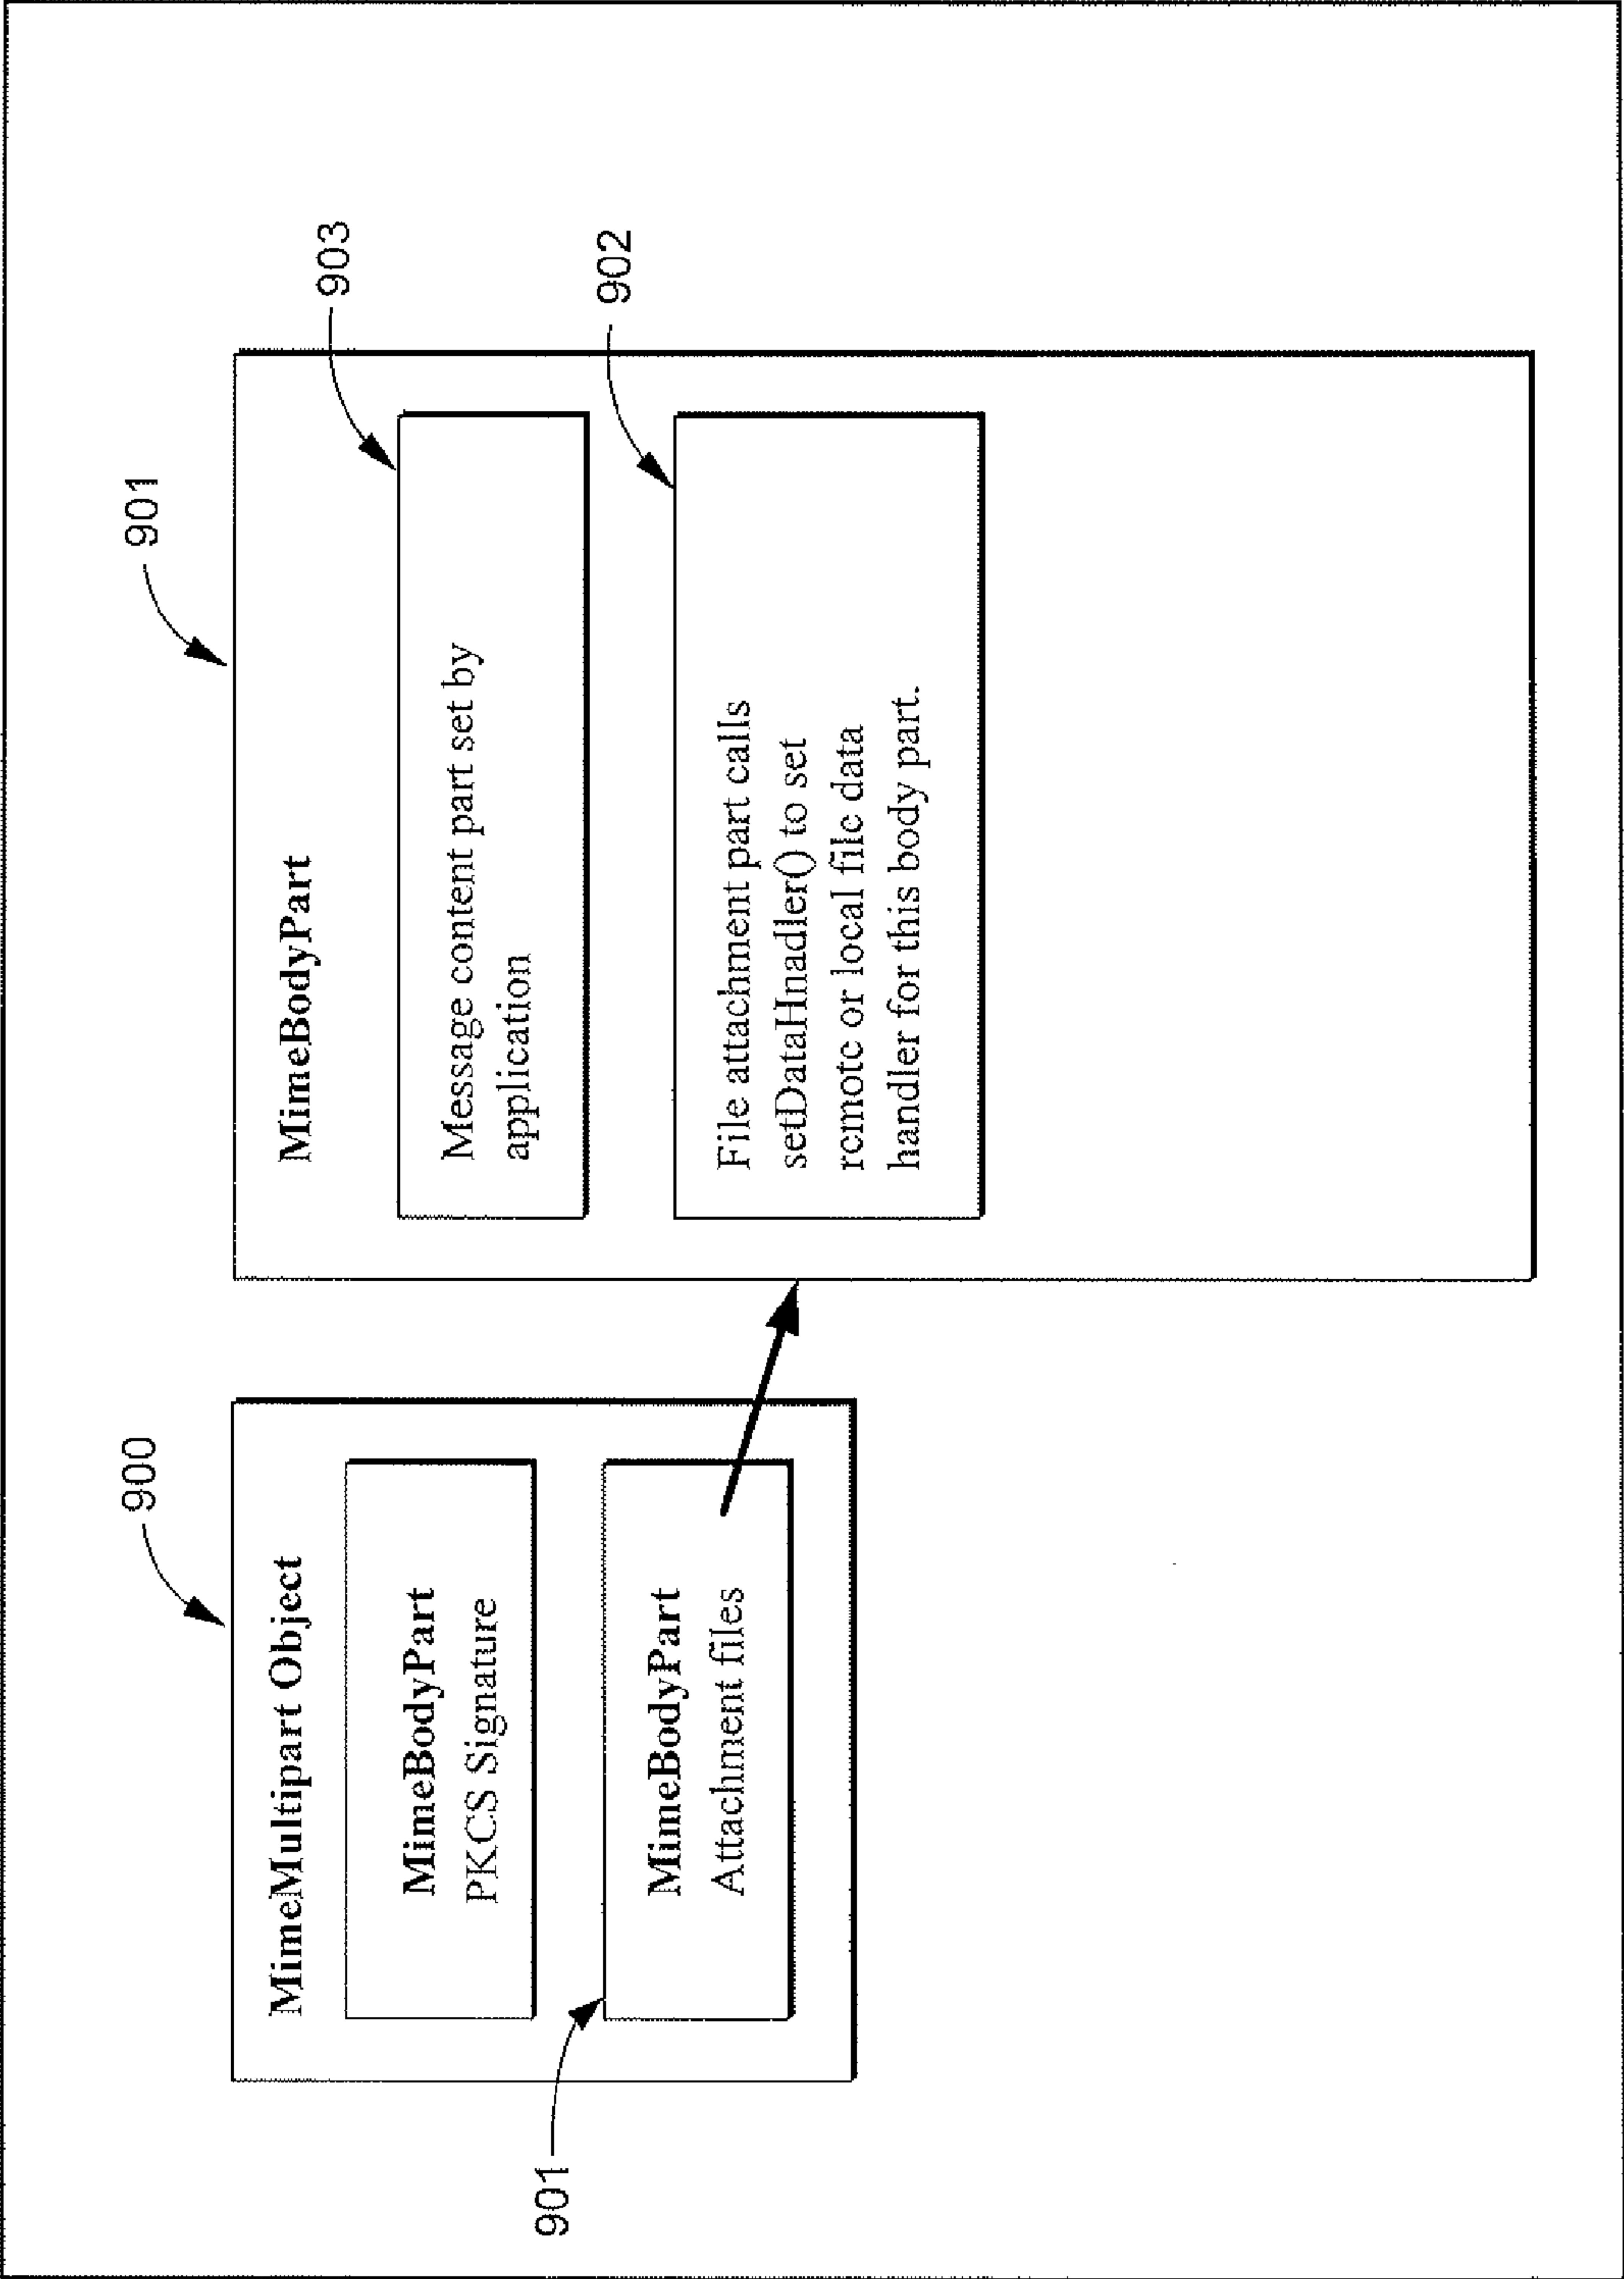 900
MimeMultipart Object
MimeBodyPart
PKCS Signature
901
MimeBodyPart
Attachment files
901
MimeBodyPart
903
Message content part set by
application
902
File attachment part calls
setDataHnadler() to set
remote or local file data
handler for this body part.